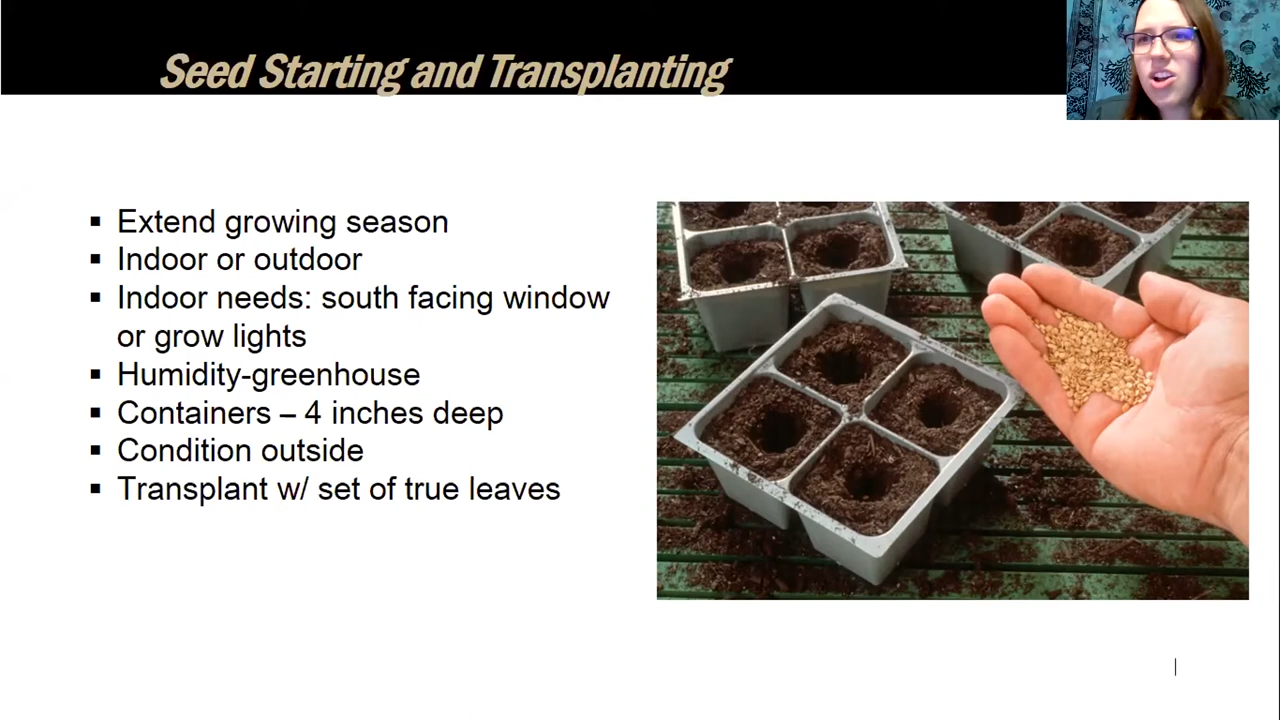 Seed Starting and Transplanting
▪ Extend growing season
▪ Indoor or outdoor
▪ Indoor needs: south facing window
or grow lights
▪ Humidity-greenhouse
▪ Containers – 4 inches deep
▪ Condition outside
▪ Transplant w/ set of true leaves